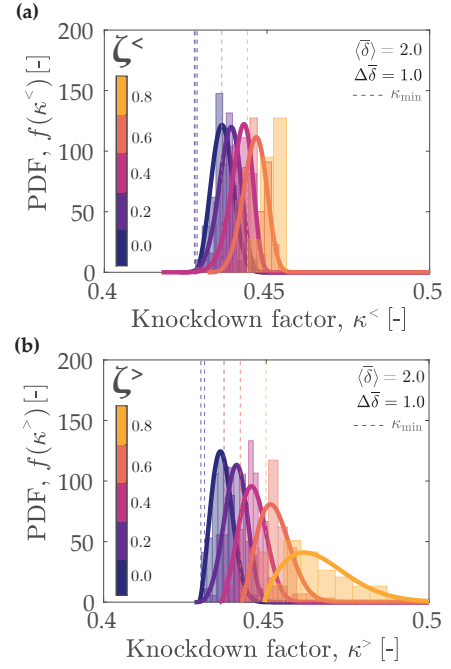 (a)
200
150
100
50
0
PDF, f(κ^<) [-]
ζ^<
0.8
0.6
0.4
0.2
0.0
⟨δ̅⟩ = 2.0
Δδ̅ = 1.0
κ_min
0.4
0.45
0.5
Knockdown factor, κ^< [-]
(b)
200
150
100
50
0
PDF, f(κ^>) [-]
ζ^>
0.8
0.6
0.4
0.2
0.0
⟨δ̅⟩ = 2.0
Δδ̅ = 1.0
κ_min
0.4
0.45
0.5
Knockdown factor, κ^> [-]